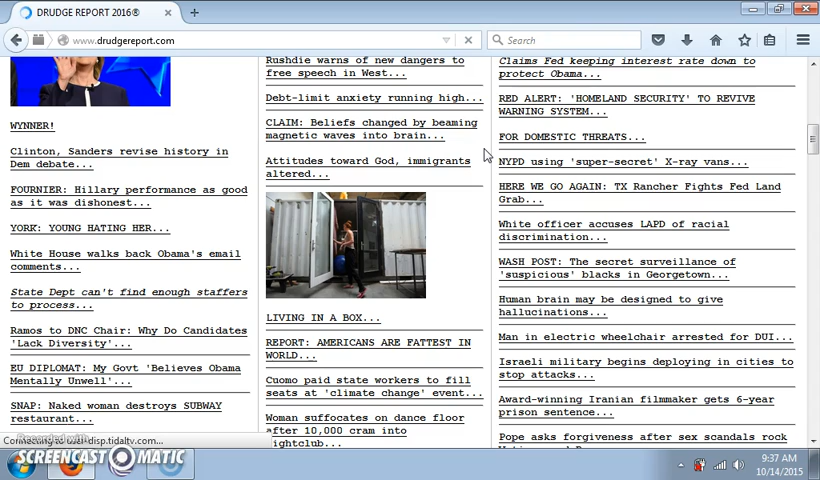 DRUDGE REPORT 2016®
www.drudgereport.com
Search
WYNNER!
Clinton, Sanders revise history in
Dem debate...
FOURNIER: Hillary performance as good
as it was dishonest...
YORK: YOUNG HATING HER...
White House walks back Obama's email
comments...
State Dept can't find enough staffers
to process...
Ramos to DNC Chair: Why Do Candidates
'Lack Diversity'...
EU DIPLOMAT: My Govt 'Believes Obama
Mentally Unwell'...
SNAP: Naked woman destroys SUBWAY
restaurant...
Rushdie warns of new dangers to
free speech in West...
Debt-limit anxiety running high...
CLAIM: Beliefs changed by beaming
magnetic waves into brain...
Attitudes toward God, immigrants
altered...
LIVING IN A BOX...
REPORT: AMERICANS ARE FATTEST IN
WORLD...
Cuomo paid state workers to fill
seats at 'climate change' event...
Woman suffocates on dance floor
after 10,000 cram into
nightclub...
Claims Fed keeping interest rate down to
protect Obama...
RED ALERT: 'HOMELAND SECURITY' TO REVIVE
WARNING SYSTEM...
FOR DOMESTIC THREATS...
NYPD using 'super-secret' X-ray vans...
HERE WE GO AGAIN: TX Rancher Fights Fed Land
Grab...
White officer accuses LAPD of racial
discrimination...
WASH POST: The secret surveillance of
'suspicious' blacks in Georgetown...
Human brain may be designed to give
hallucinations...
Man in electric wheelchair arrested for DUI...
Israeli military begins deploying in cities to
stop attacks...
Award-winning Iranian filmmaker gets 6-year
prison sentence...
Pope asks forgiveness after sex scandals rock
Connecting to user-disp.tidaltv.com...
Recorded with
SCREENCAST MATIC
9:37 AM
10/14/2015